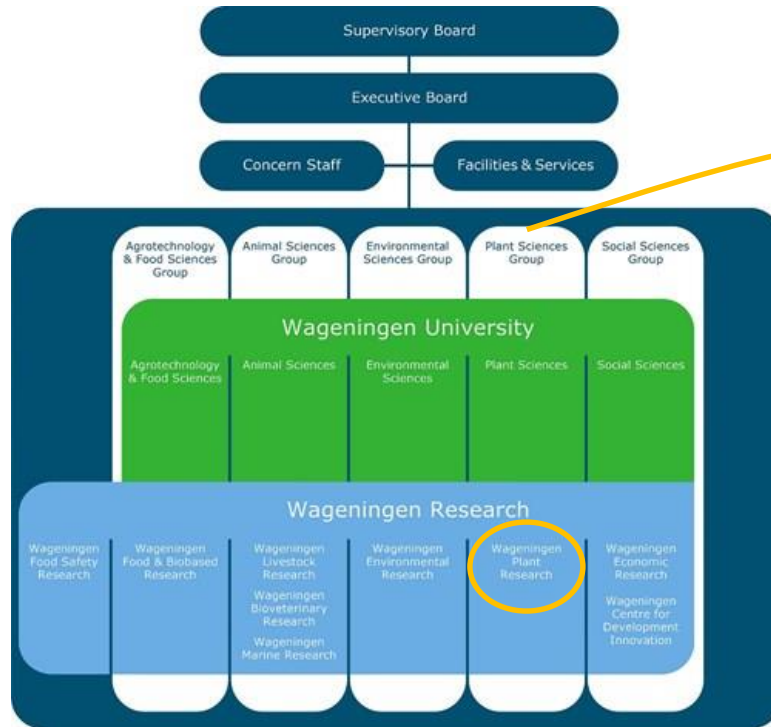 Supervisory Board
Executive Board
Concern Staff
Facilities & Services
Agrotechnology
& Food Sciences
Group
Animal Sciences
Group
Environmental
Sciences Group
Plant Sciences
Group
Social Sciences
Group
Wageningen University
Agrotechnology
& Food Sciences
Animal Sciences
Environmental
Sciences
Plant Sciences
Social Sciences
Wageningen Research
Wageningen
Food Safety
Research
Wageningen
Food & Biobased
Research
Wageningen
Livestock
Research
Wageningen
Bioveterinary
Research
Wageningen
Marine Research
Wageningen
Environmental
Research
Wageningen
Plant
Research
Wageningen
Economic
Research
Wageningen
Centre for
Development
Innovation